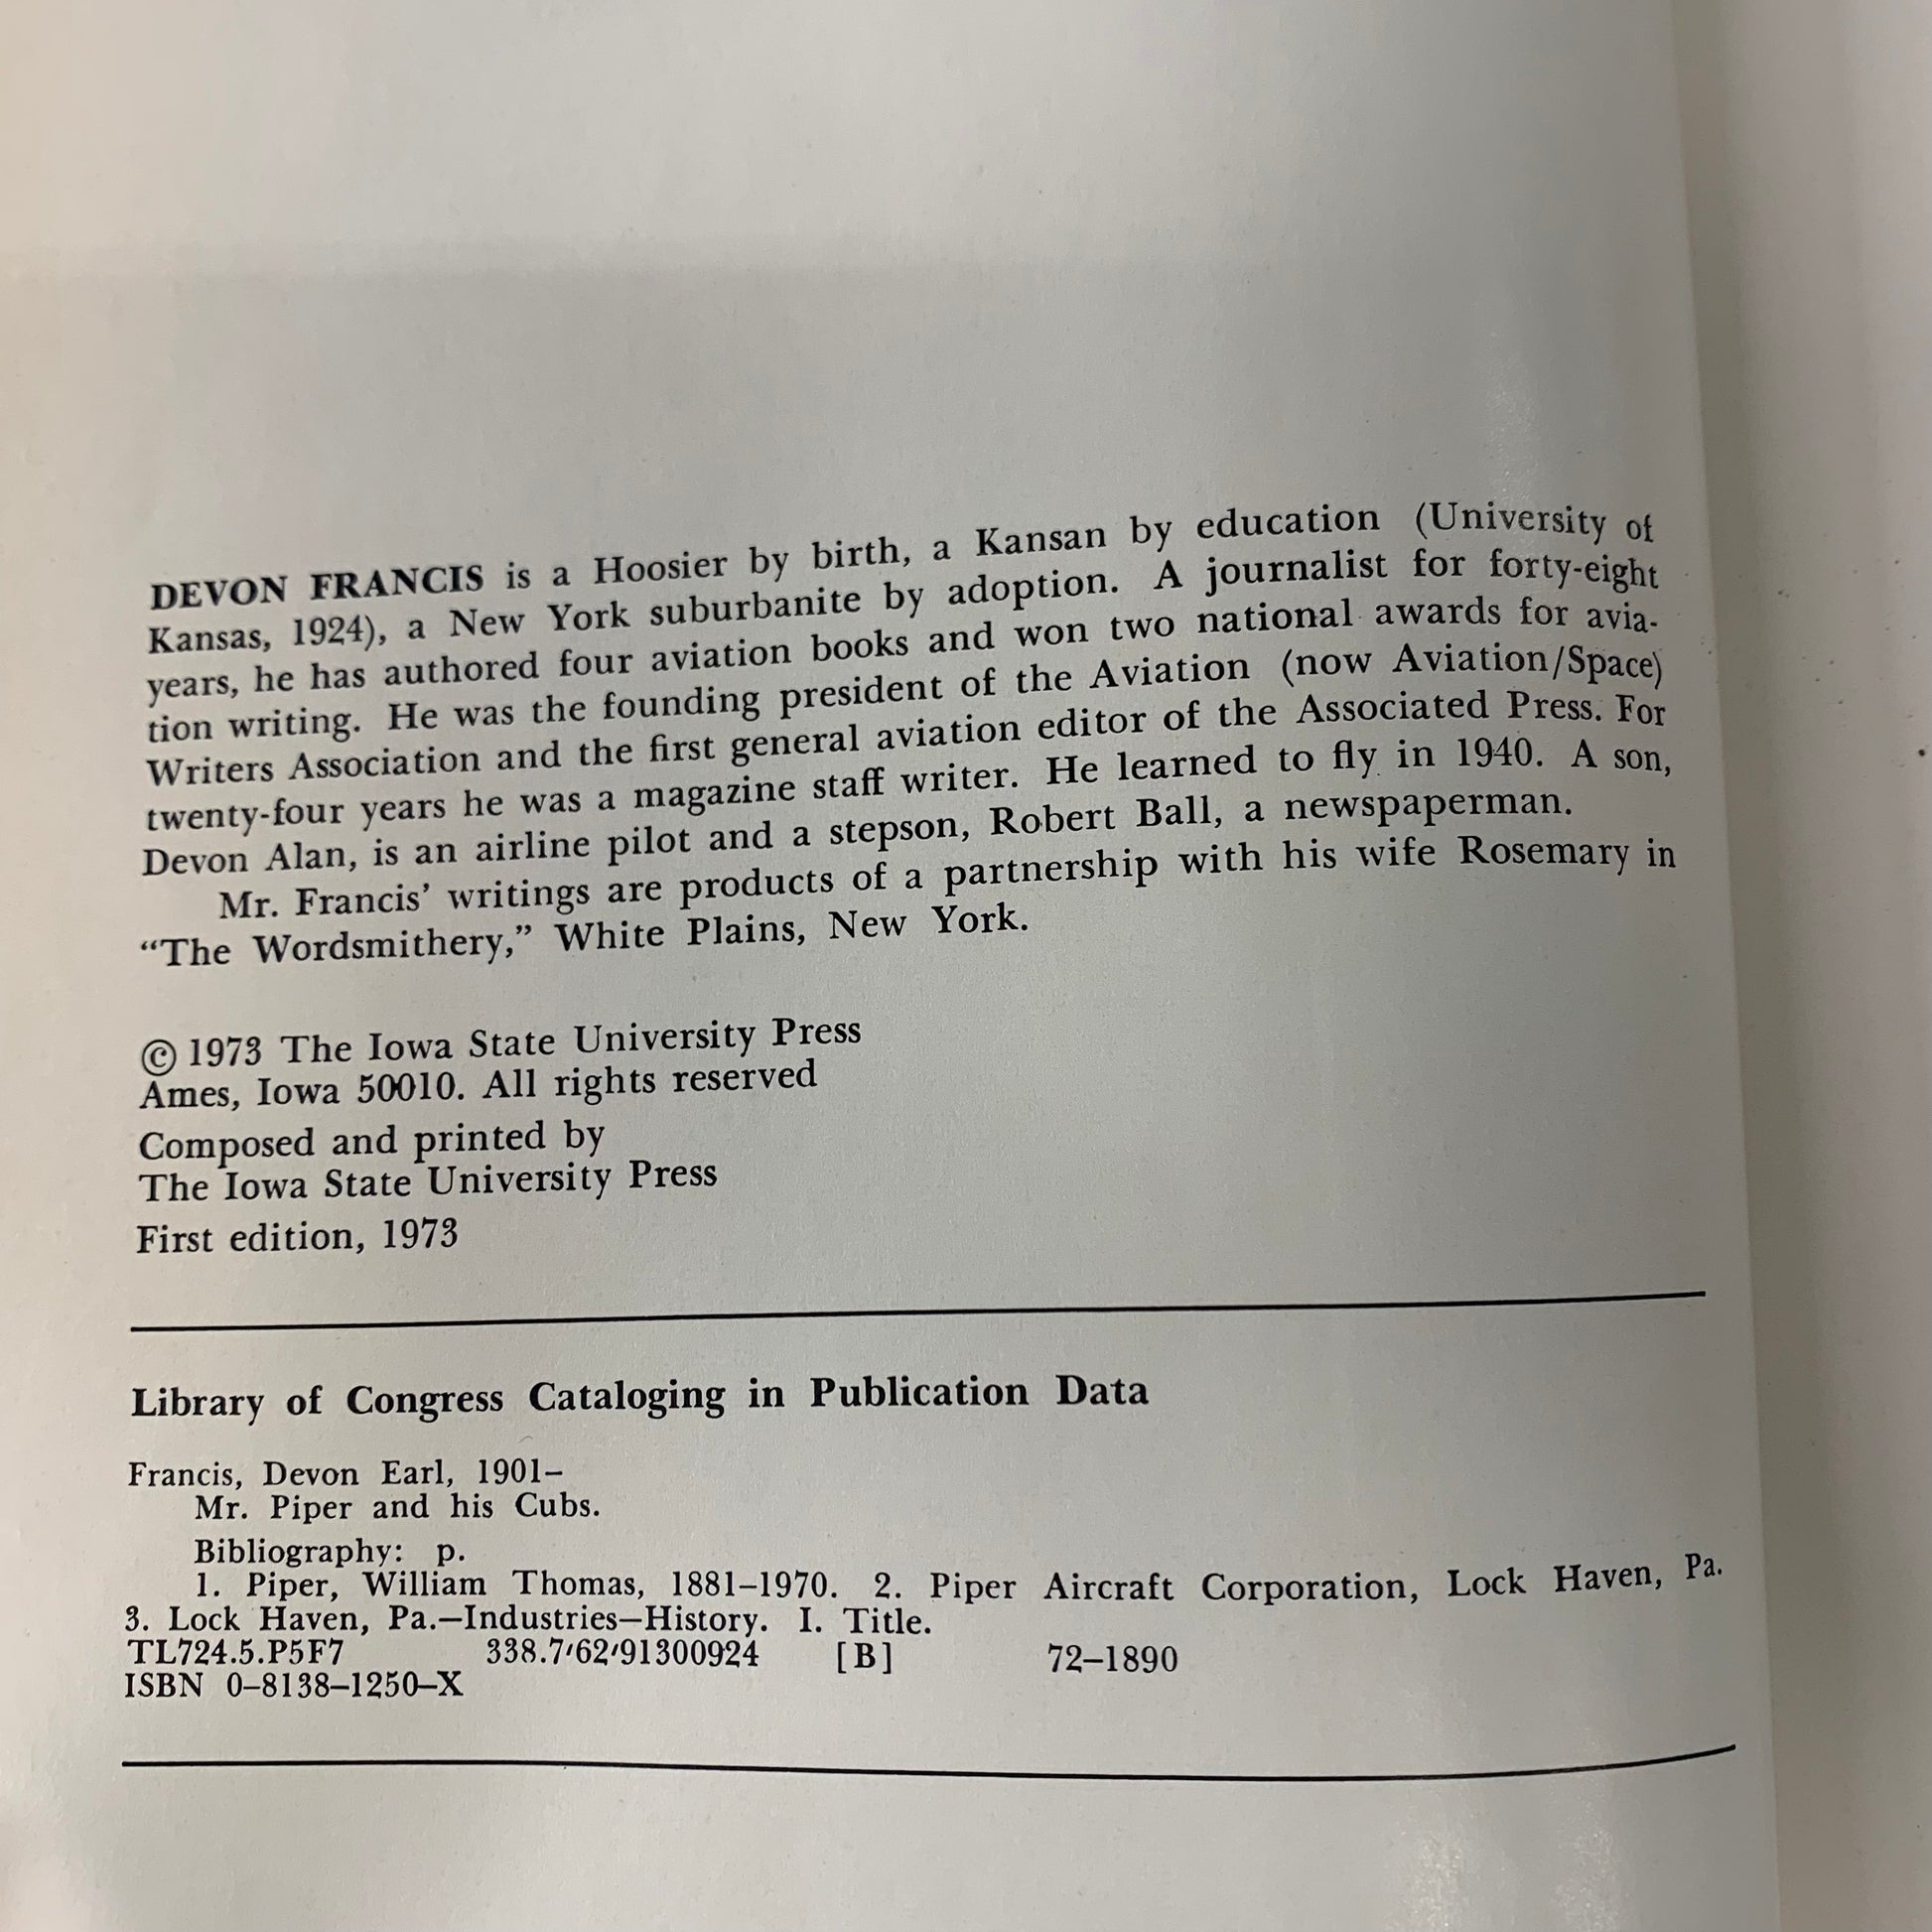 DEVON FRANCIS is a Hoosier by birth, a Kansan by education (University of
Kansas, 1924), a New York suburbanite by adoption. A journalist for forty-eight
years, he has authored four aviation books and won two national awards for avia-
tion writing. He was the founding president of the Aviation (now Aviation/Space)
Writers Association and the first general aviation editor of the Associated Press. For
twenty-four years he was a magazine staff writer. He learned to fly in 1940. A son,
Devon Alan, is an airline pilot and a stepson, Robert Ball, a newspaperman.
Mr. Francis’ writings are products of a partnership with his wife Rosemary in
“The Wordsmithery,” White Plains, New York.
© 1973 The Iowa State University Press
Ames, Iowa 50010. All rights reserved
Composed and printed by
The Iowa State University Press
First edition, 1973
Library of Congress Cataloging in Publication Data
Francis, Devon Earl, 1901–
Mr. Piper and his Cubs.
Bibliography: p.
1. Piper, William Thomas, 1881–1970. 2. Piper Aircraft Corporation, Lock Haven, Pa.
3. Lock Haven, Pa.—Industries—History. I. Title.
TL724.5.P5F7 338.7′62′91300924 [B] 72–1890
ISBN 0–8138–1250–X